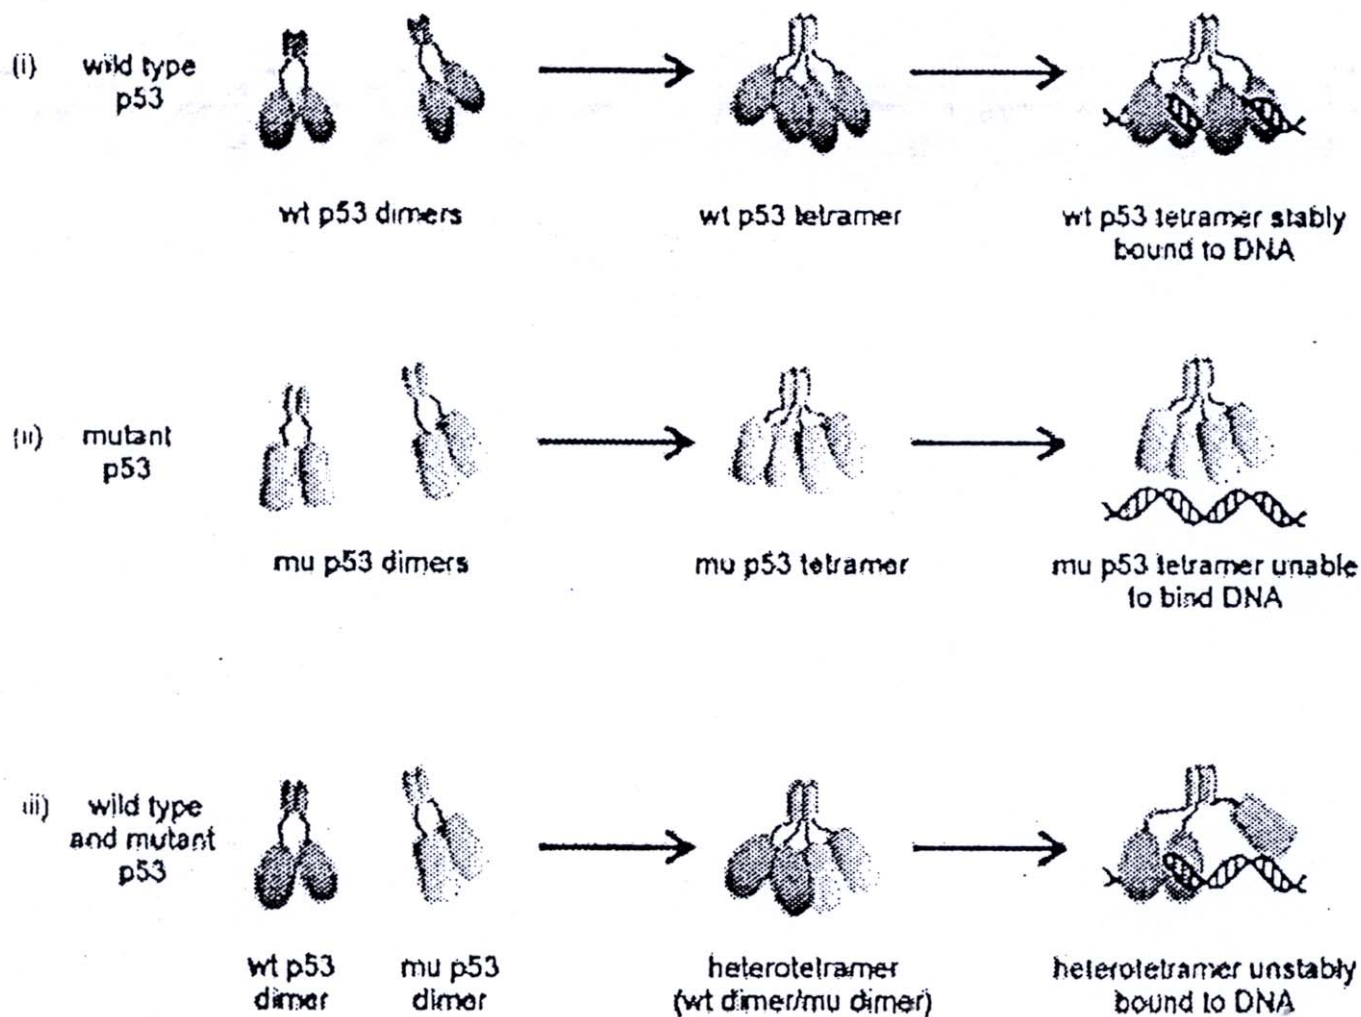 (i) wild type
p53
wt p53 dimers
wt p53 tetramer
wt p53 tetramer stably
bound to DNA
(ii) mutant
p53
mu p53 dimers
mu p53 tetramer
mu p53 tetramer unable
to bind DNA
iii) wild type
and mutant
p53
wt p53
dimer
mu p53
dimer
heterotetramer
(wt dimer/mu dimer)
heterotetramer unstably
bound to DNA